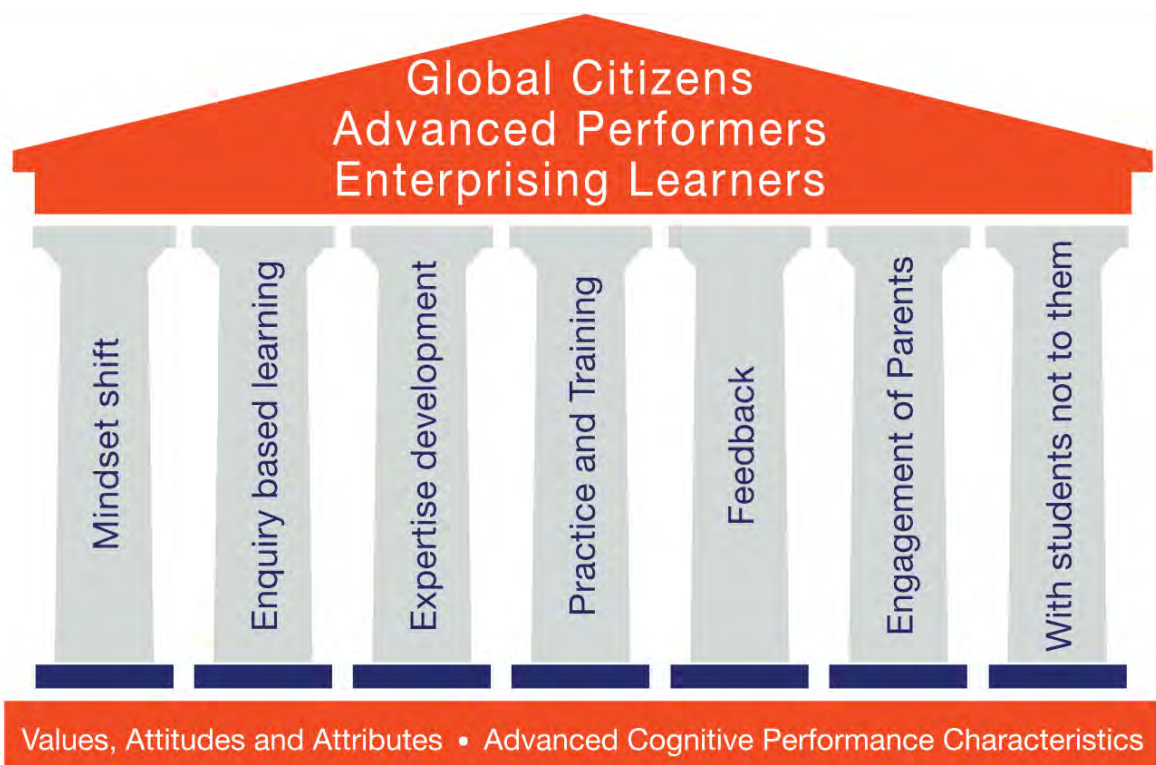 Global Citizens
Advanced Performers
Enterprising Learners
Mindset shift
Enquiry based learning
Expertise development
Practice and Training
Feedback
Engagement of Parents
With students not to them
Values, Attitudes and Attributes • Advanced Cognitive Performance Characteristics